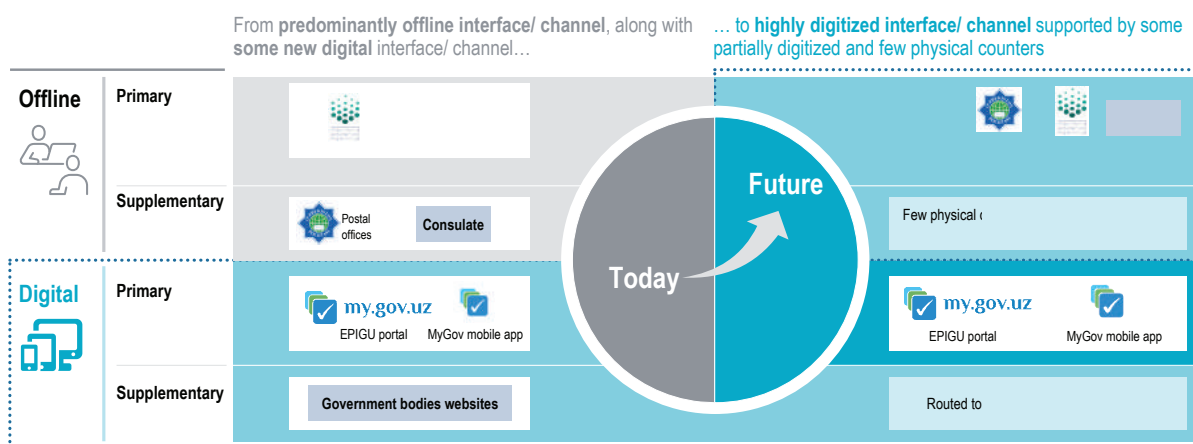 From predominantly offline interface/ channel, along with
some new digital interface/ channel…
… to highly digitized interface/ channel supported by some
partially digitized and few physical counters
Offline
Primary
Supplementary
Postal
offices
Consulate
Few physical
Future
Today
Digital
Primary
my.gov.uz
EPIGU portal
MyGov mobile app
my.gov.uz
EPIGU portal
MyGov mobile app
Supplementary
Government bodies websites
Routed to